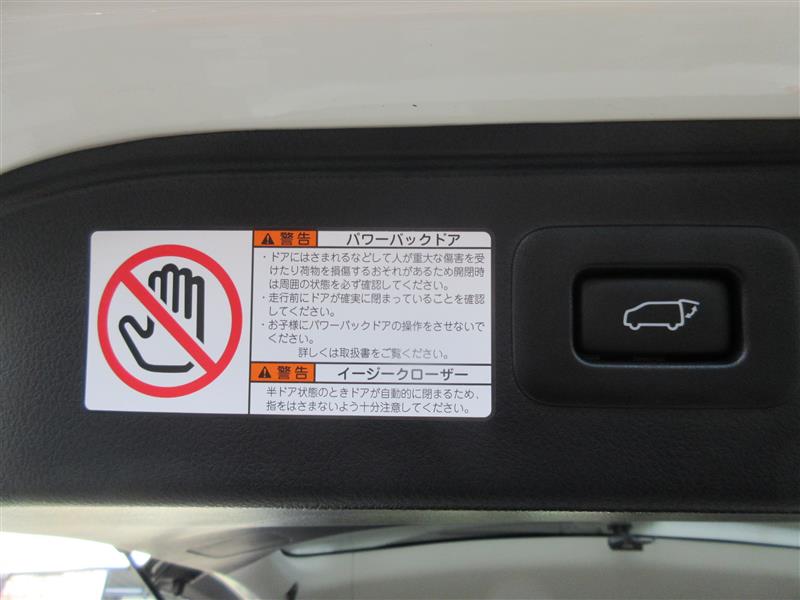 警告 パワーバックドア
・ドアにはさまれるなどして人が重大な傷害を受
けたり荷物を損傷するおそれがあるため開閉時
は周囲の状態を必ず確認してください。
・走行前にドアが確実に閉まっていることを確認
してください。
・お子様にパワーバックドアの操作をさせないで
ください。
詳しくは取扱書をご覧ください。
警告 イージークローザー
半ドア状態のときドアが自動的に閉まるため、
指をはさまないよう十分注意してください。